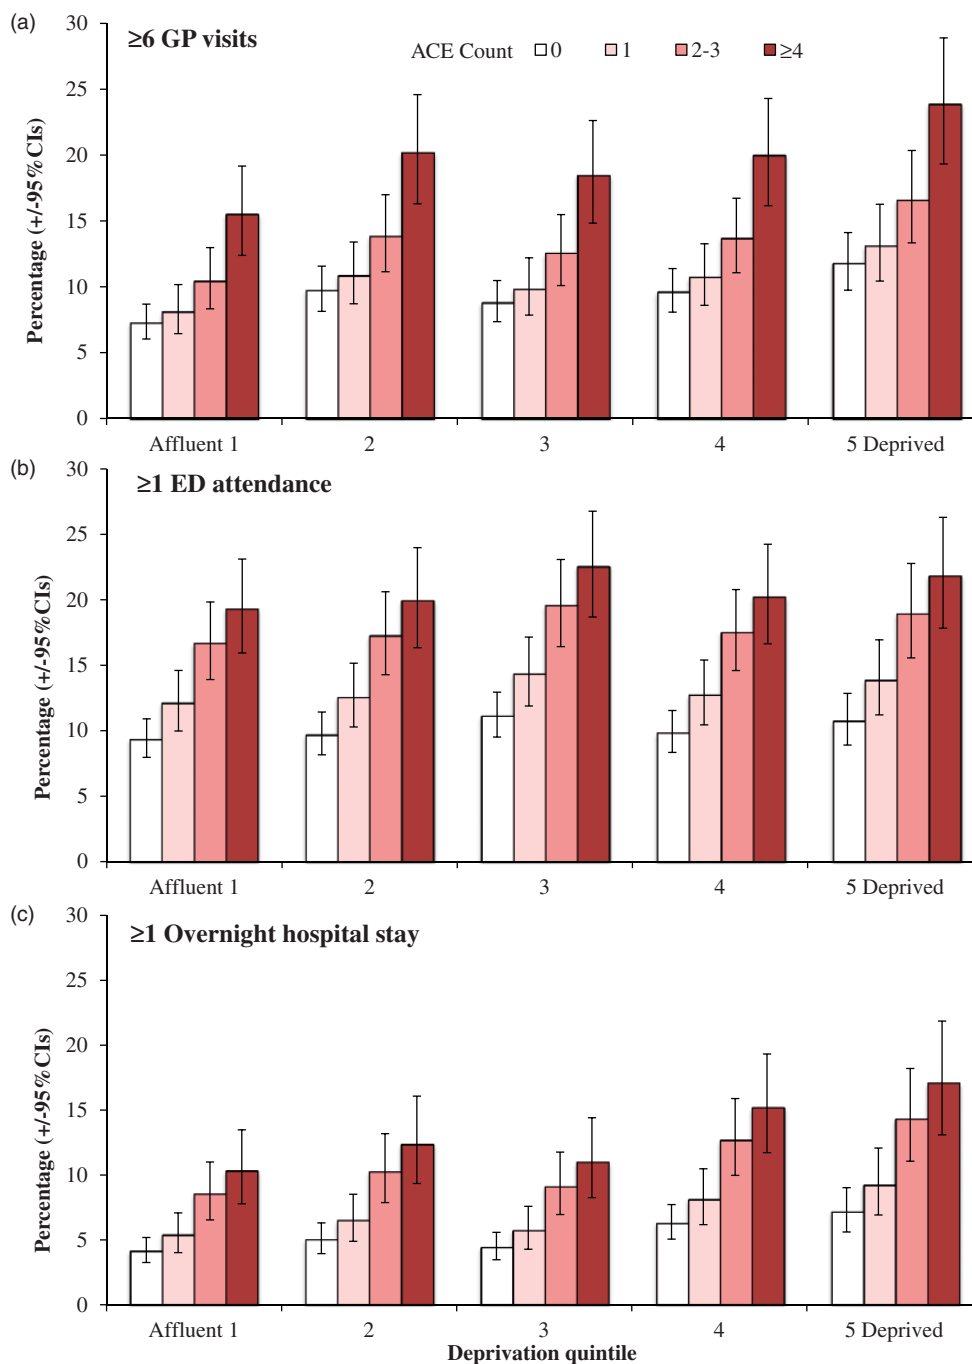 (a)
≥6 GP visits
ACE Count 0 1 2-3 ≥4
Percentage (+/-95%CIs)
30
25
20
15
10
5
0
Affluent 1 2 3 4 5 Deprived
(b)
≥1 ED attendance
Percentage (+/-95%CIs)
30
25
20
15
10
5
0
Affluent 1 2 3 4 5 Deprived
(c)
≥1 Overnight hospital stay
Percentage (+/-95%CIs)
30
25
20
15
10
5
0
Affluent 1 2 3 4 5 Deprived
Deprivation quintile